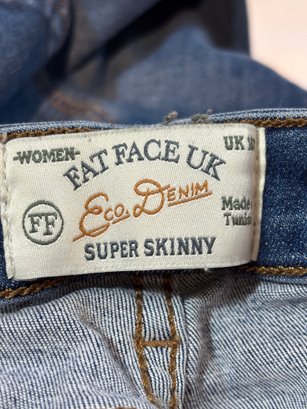 -WOMEN-
UK
FAT FACE UK
FF
Eco Denim
Made
SUPER SKINNY